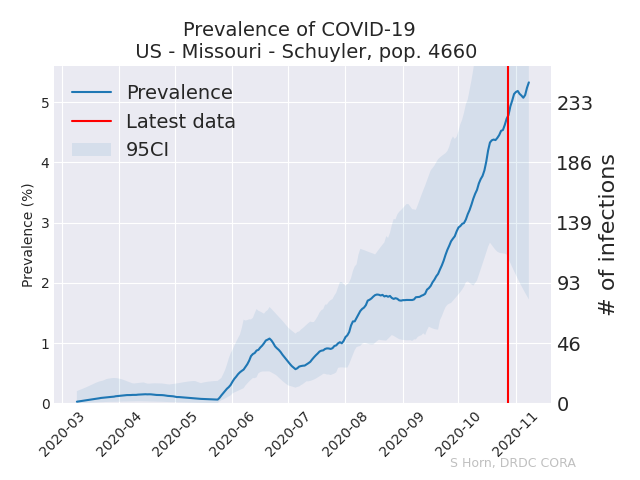 Prevalence of COVID-19
US - Missouri - Schuyler, pop. 4660
Prevalence
Latest data
95CI
Prevalence (%)
5
4
3
2
1
0
233
186
139
93
46
0
# of infections
2020-03
2020-04
2020-05
2020-06
2020-07
2020-08
2020-09
2020-10
2020-11
S Horn, DRDC CORA